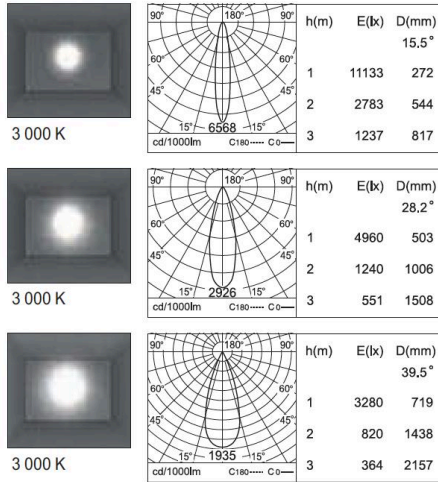 90° 180° 90°
60° 60°
45° 45°
15° 6568 15°
cd/1000lm C180----- C0—
h(m) E(lx) D(mm)
15.5°
1 11133 272
2 2783 544
3 1237 817
3 000 K
90° 180° 90°
60° 60°
45° 45°
15° 2926 15°
cd/1000lm C180----- C0—
h(m) E(lx) D(mm)
28.2°
1 4960 503
2 1240 1006
3 551 1508
3 000 K
90° 180° 90°
60° 60°
45° 45°
15° 1935 15°
cd/1000lm C180----- C0—
h(m) E(lx) D(mm)
39.5°
1 3280 719
2 820 1438
3 364 2157
3 000 K